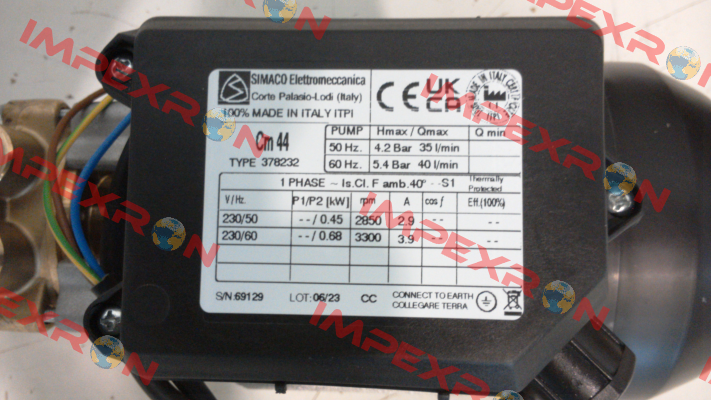 SIMACO Elettromeccanica
Corte Palasio-Lodi (Italy)
100% MADE IN ITALY ITPI
CE UK CA
MADE IN ITALY
Cm 44
TYPE 378232
PUMP Hmax / Qmax Q min
50 Hz. 4.2 Bar 35 l/min
60 Hz. 5.4 Bar 40 l/min
1 PHASE ~ Is.Cl. F amb.40° --S1 Thermally Protected
V/Hz. P1/P2 [kW] rpm A cos f Eff.(100%)
230/50 --/0.45 2850 2.9 -- --
230/60 --/0.68 3300 3.9 -- --
S/N:69129 LOT: 06/23 CC CONNECT TO EARTH
COLLEGARE TERRA
IMPEXRON
IMPEXRON
IMPEXRON
IMPEXRON
IMPEXRON